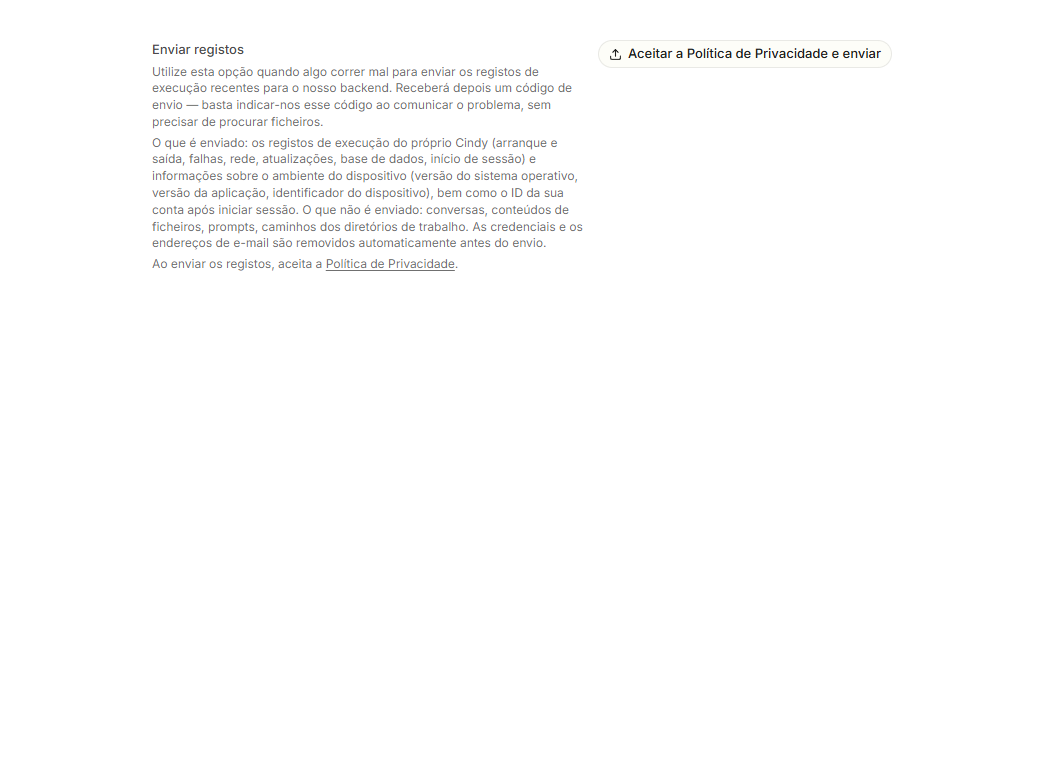 Enviar registos
Aceitar a Política de Privacidade e enviar
Utilize esta opção quando algo correr mal para enviar os registos de
execução recentes para o nosso backend. Receberá depois um código de
envio — basta indicar-nos esse código ao comunicar o problema, sem
precisar de procurar ficheiros.
O que é enviado: os registos de execução do próprio Cindy (arranque e
saída, falhas, rede, atualizações, base de dados, início de sessão) e
informações sobre o ambiente do dispositivo (versão do sistema operativo,
versão da aplicação, identificador do dispositivo), bem como o ID da sua
conta após iniciar sessão. O que não é enviado: conversas, conteúdos de
ficheiros, prompts, caminhos dos diretórios de trabalho. As credenciais e os
endereços de e-mail são removidos automaticamente antes do envio.
Ao enviar os registos, aceita a Política de Privacidade.